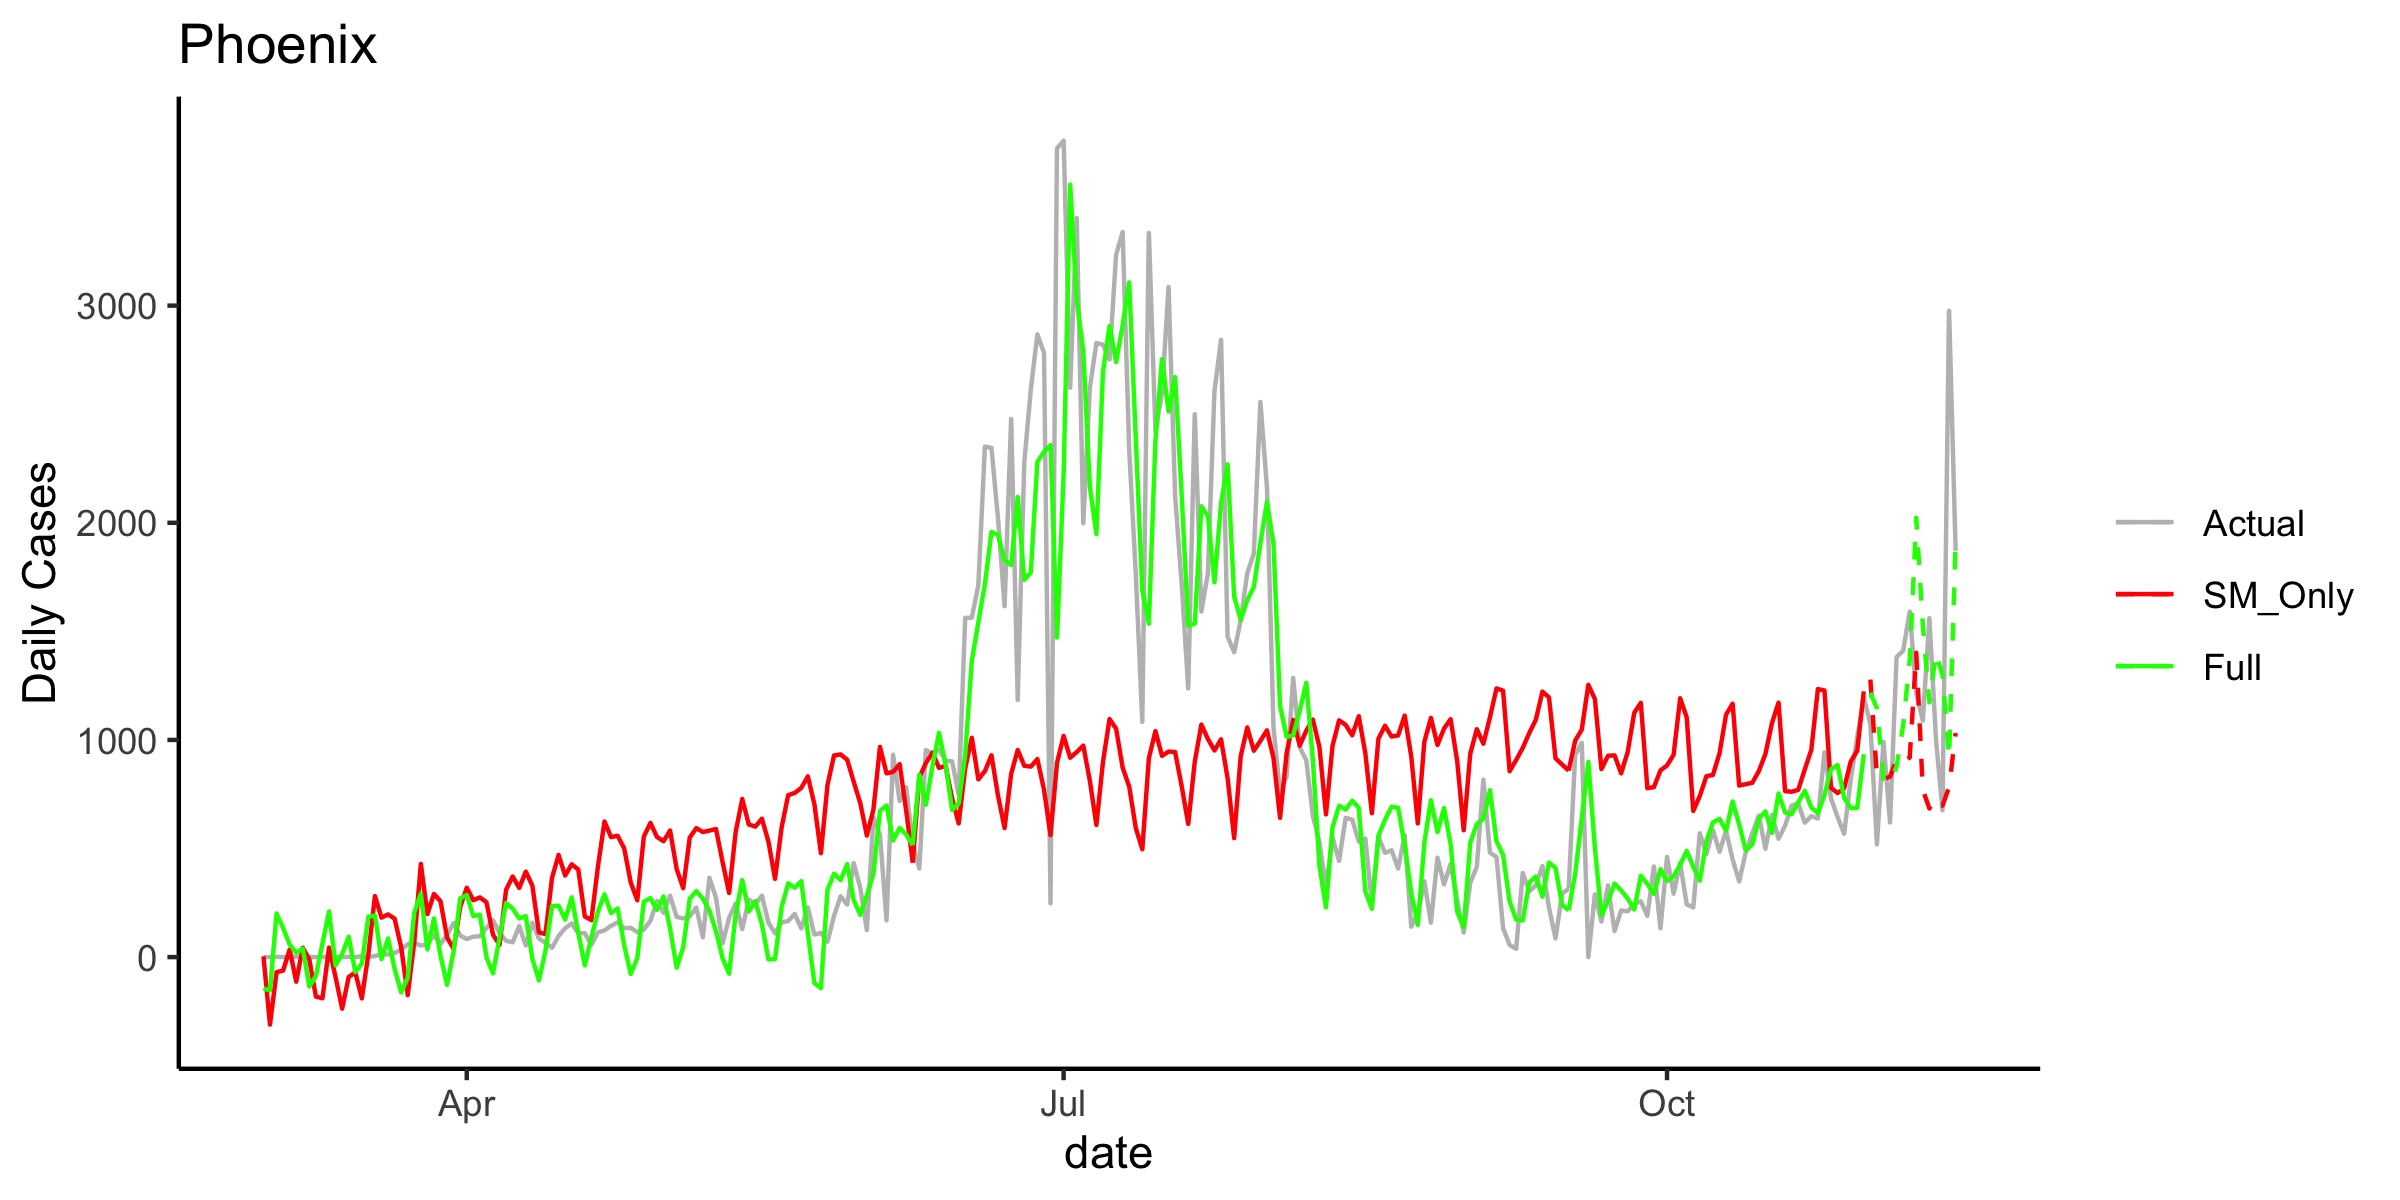 Phoenix
Daily Cases
3000
2000
1000
0
Apr
Jul
Oct
date
Actual
SM_Only
Full